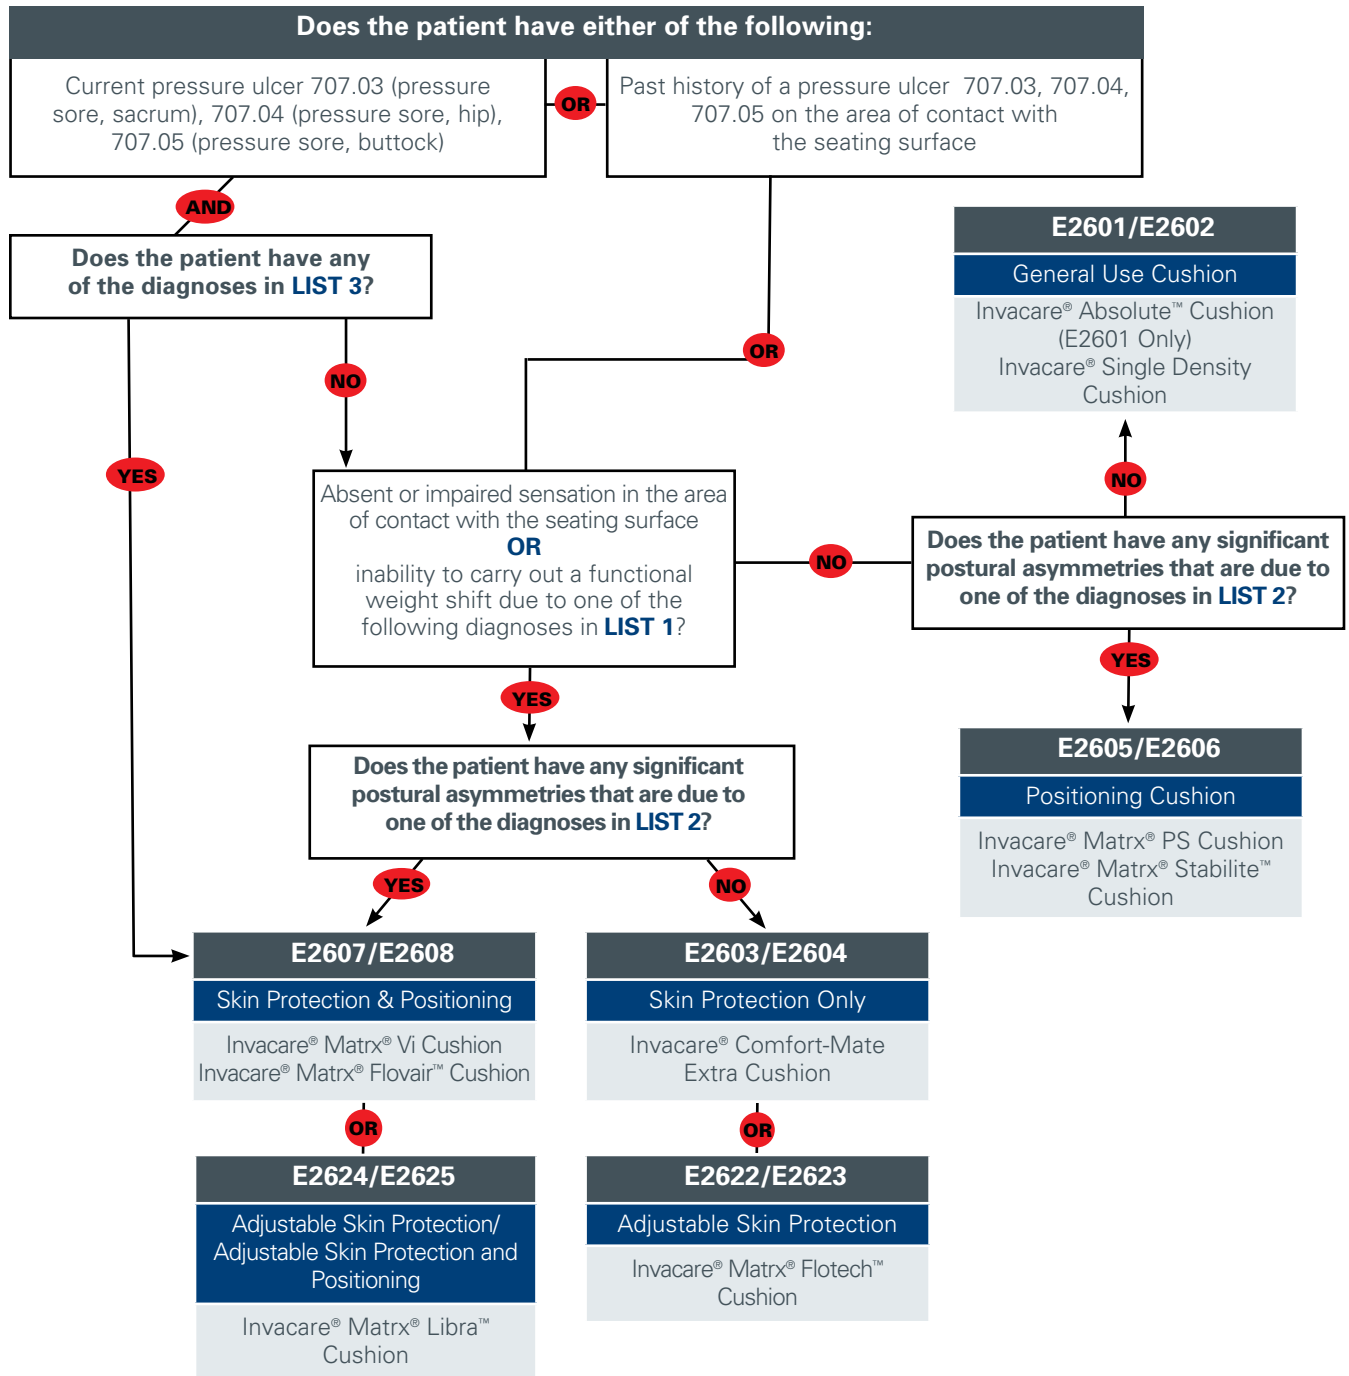 Does the patient have either of the following:
Current pressure ulcer 707.03 (pressure
sore, sacrum), 707.04 (pressure sore, hip),
707.05 (pressure sore, buttock)
OR
Past history of a pressure ulcer 707.03, 707.04,
707.05 on the area of contact with
the seating surface
AND
Does the patient have any
of the diagnoses in LIST 3?
OR
NO
YES
E2601/E2602
General Use Cushion
Invacare® Absolute™ Cushion
(E2601 Only)
Invacare® Single Density
Cushion
NO
Absent or impaired sensation in the area
of contact with the seating surface
OR
inability to carry out a functional
weight shift due to one of the
following diagnoses in LIST 1?
NO
Does the patient have any significant
postural asymmetries that are due to
one of the diagnoses in LIST 2?
YES
YES
E2605/E2606
Positioning Cushion
Invacare® Matrx® PS Cushion
Invacare® Matrx® Stabilite™
Cushion
Does the patient have any significant
postural asymmetries that are due to
one of the diagnoses in LIST 2?
YES
NO
E2607/E2608
Skin Protection & Positioning
Invacare® Matrx® Vi Cushion
Invacare® Matrx® Flovair™ Cushion
OR
E2624/E2625
Adjustable Skin Protection/
Adjustable Skin Protection and
Positioning
Invacare® Matrx® Libra™
Cushion
E2603/E2604
Skin Protection Only
Invacare® Comfort-Mate
Extra Cushion
OR
E2622/E2623
Adjustable Skin Protection
Invacare® Matrx® Flotech™
Cushion